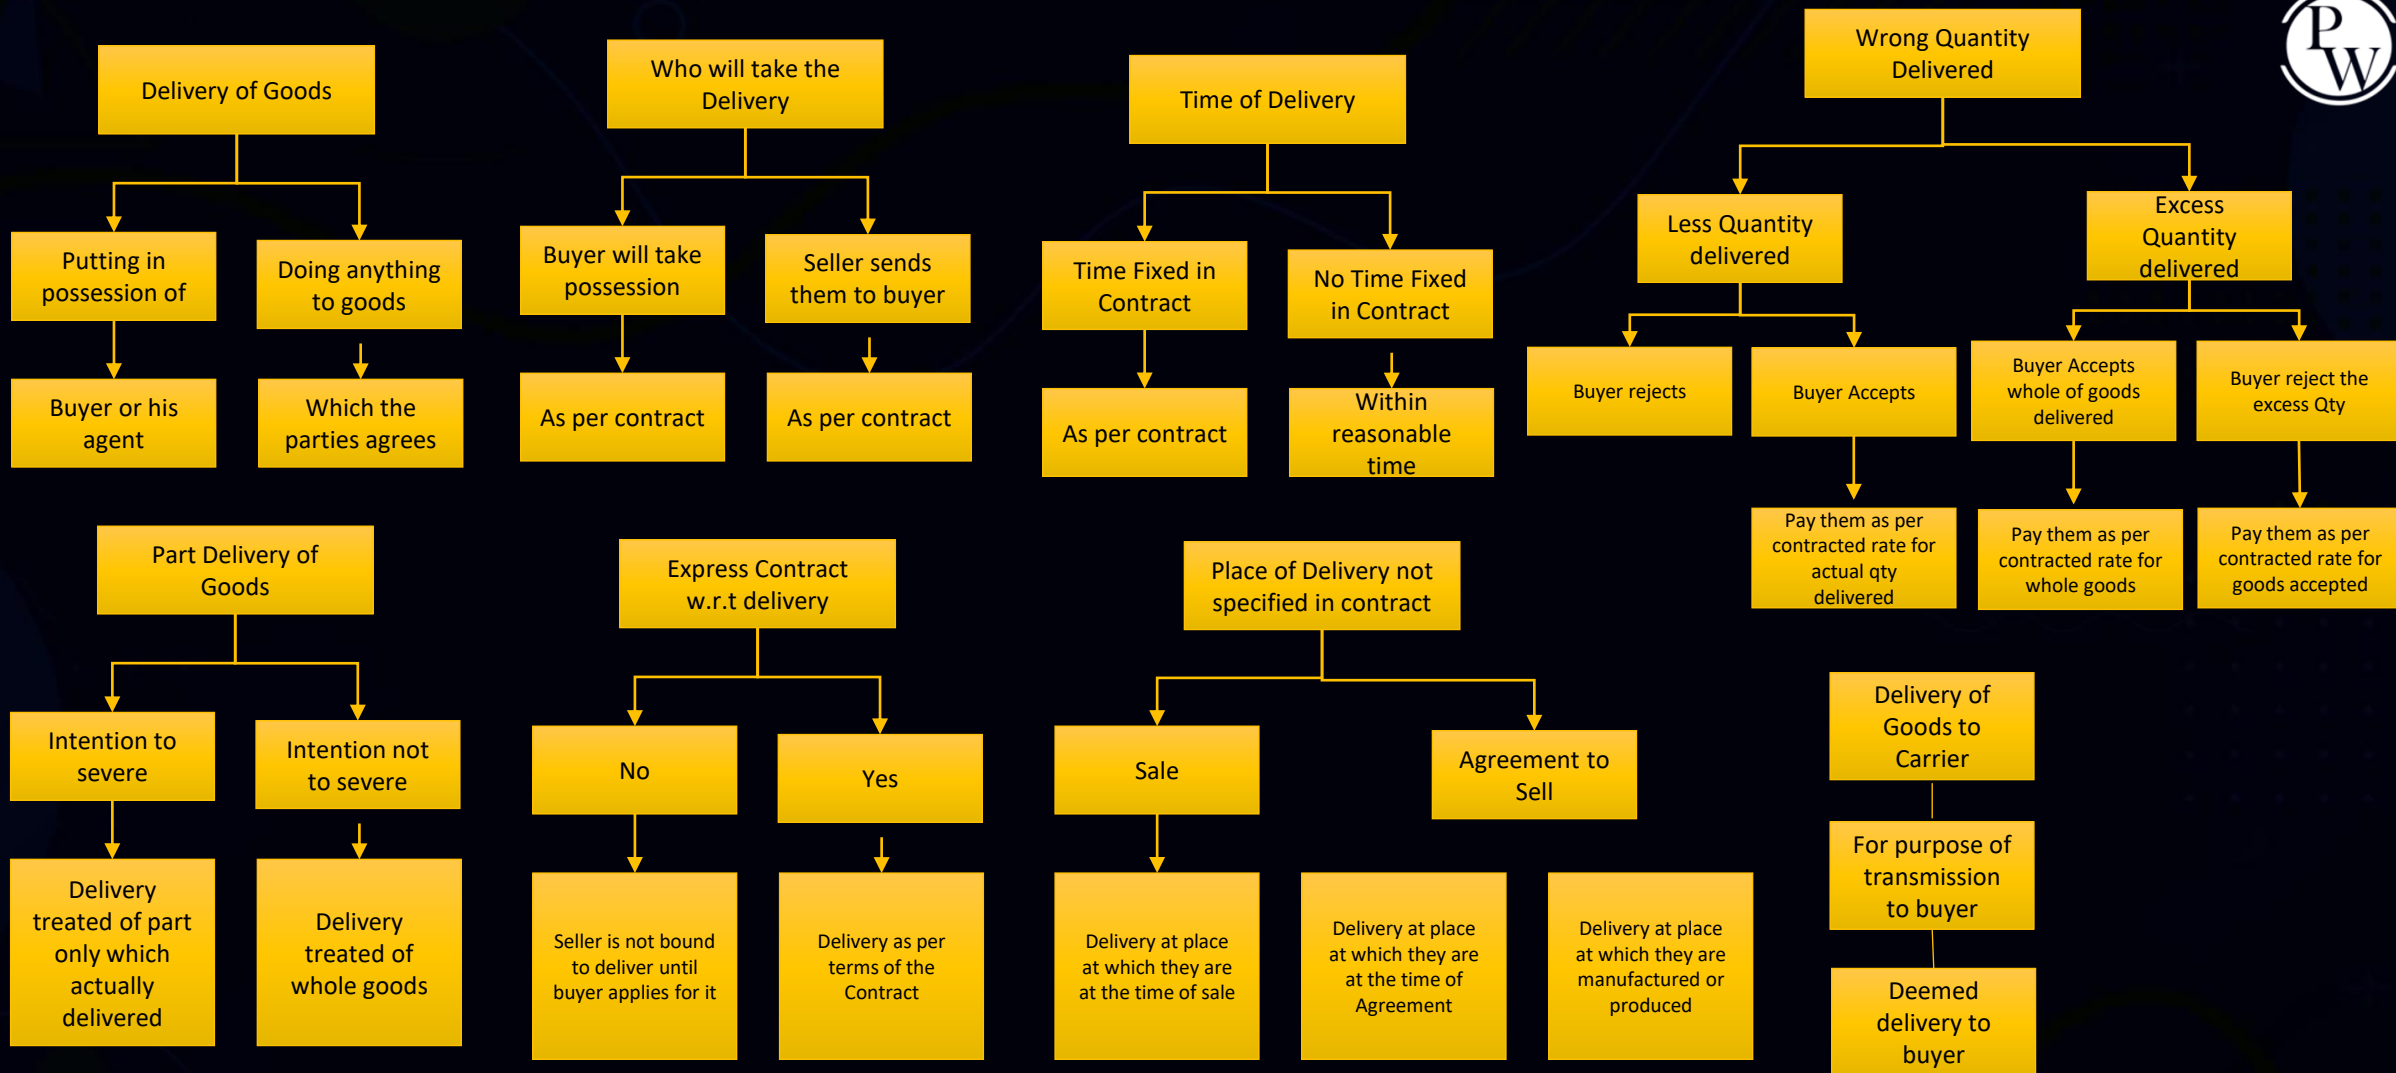 Delivery of Goods
Putting in
possession of
Buyer or his
agent
Doing anything
to goods
Which the
parties agrees
Who will take the
Delivery
Buyer will take
possession
As per contract
Seller sends
them to buyer
As per contract
Time of Delivery
Time Fixed in
Contract
As per contract
No Time Fixed
in Contract
Within
reasonable
time
Wrong Quantity
Delivered
Less Quantity
delivered
Buyer rejects
Buyer Accepts
Pay them as per
contracted rate for
actual qty
delivered
Excess
Quantity
delivered
Buyer Accepts
whole of goods
delivered
Pay them as per
contracted rate for
whole goods
Buyer reject the
excess Qty
Pay them as per
contracted rate for
goods accepted
PW
Part Delivery of
Goods
Intention to
severe
Delivery
treated of part
only which
actually
delivered
Intention not
to severe
Delivery
treated of
whole goods
Express Contract
w.r.t delivery
No
Seller is not bound
to deliver until
buyer applies for it
Yes
Delivery as per
terms of the
Contract
Place of Delivery not
specified in contract
Sale
Delivery at place
at which they are
at the time of sale
Agreement to
Sell
Delivery at place
at which they are
at the time of
Agreement
Delivery at place
at which they are
manufactured or
produced
Delivery of
Goods to
Carrier
For purpose of
transmission
to buyer
Deemed
delivery to
buyer